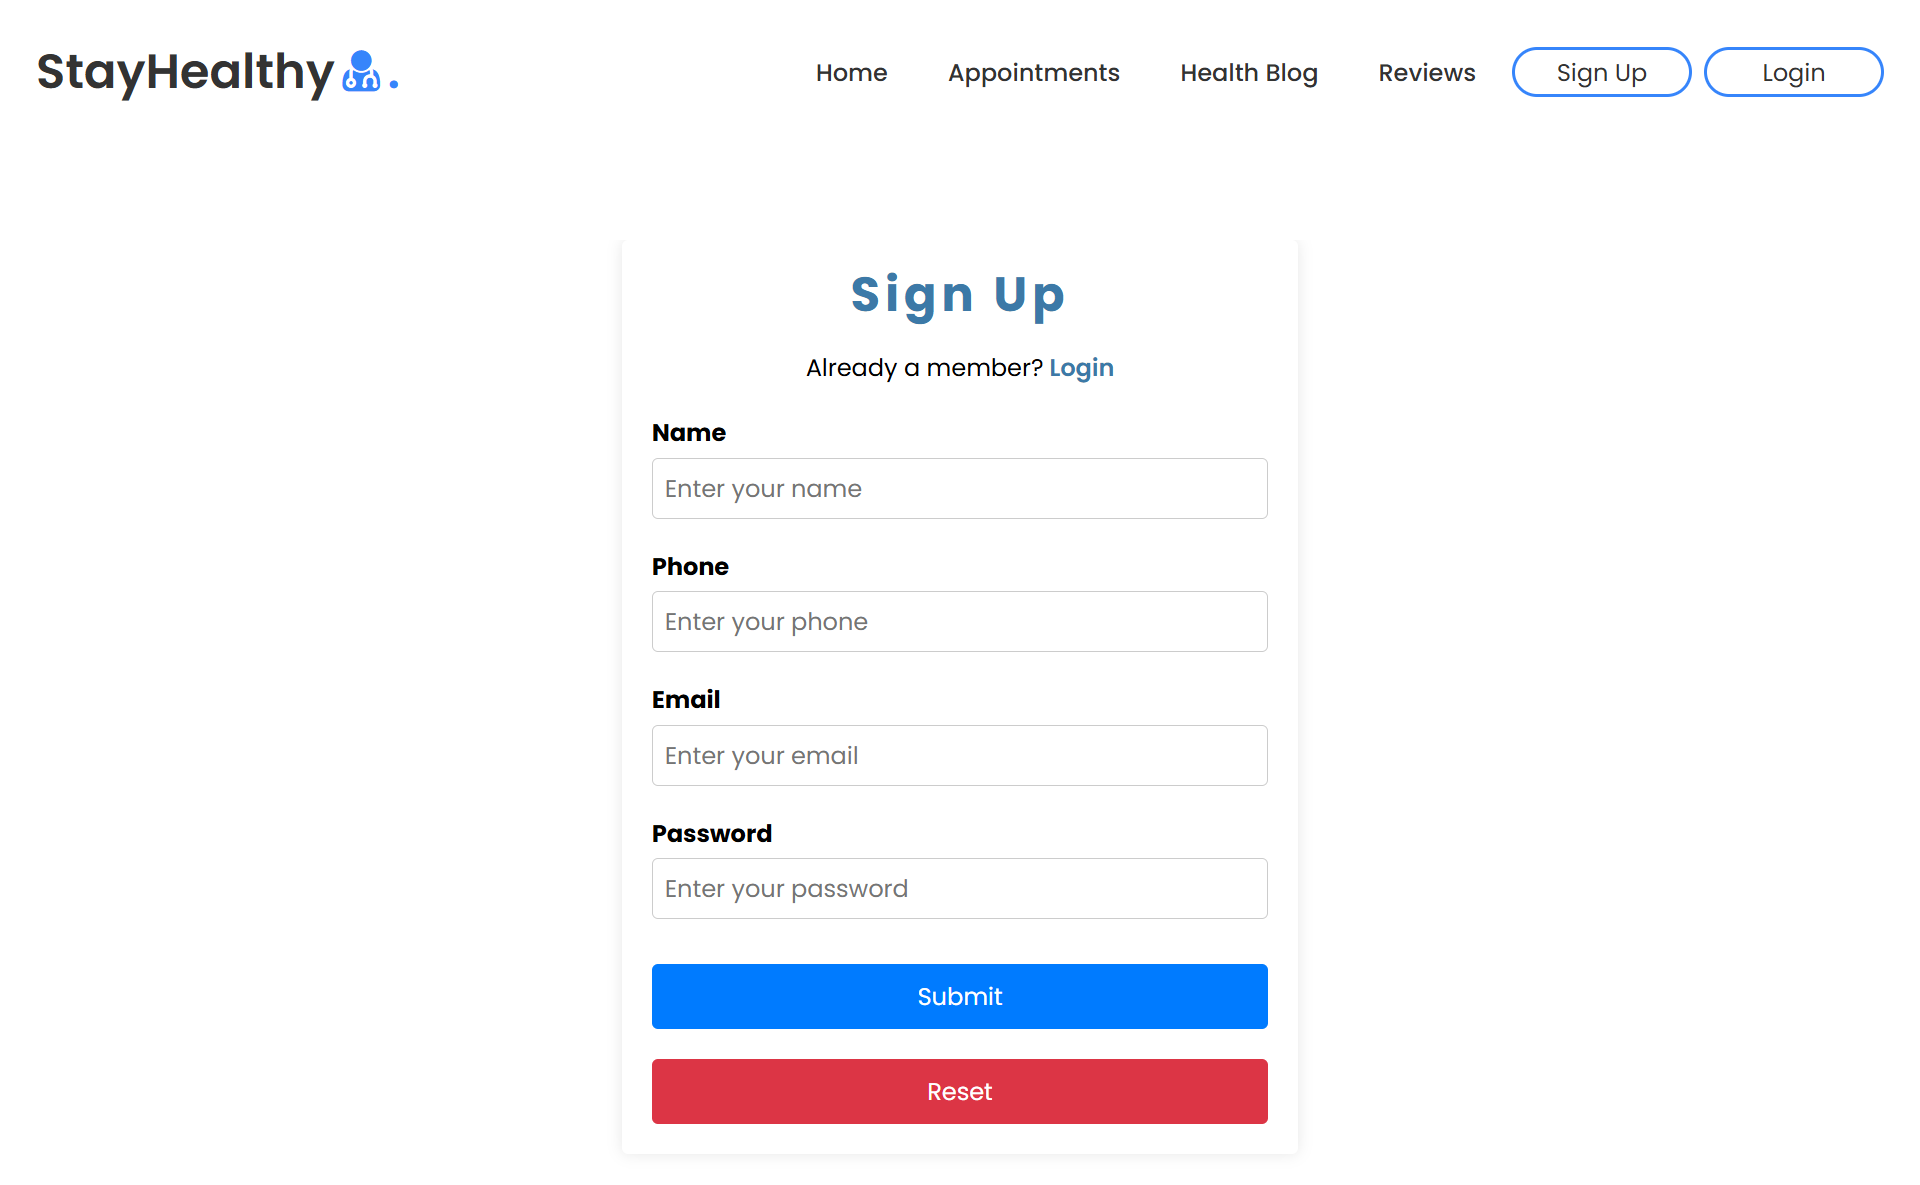 StayHealthy.
Home Appointments Health Blog Reviews Sign Up Login
Sign Up
Already a member? Login
Name
Enter your name
Phone
Enter your phone
Email
Enter your email
Password
Enter your password
Submit
Reset